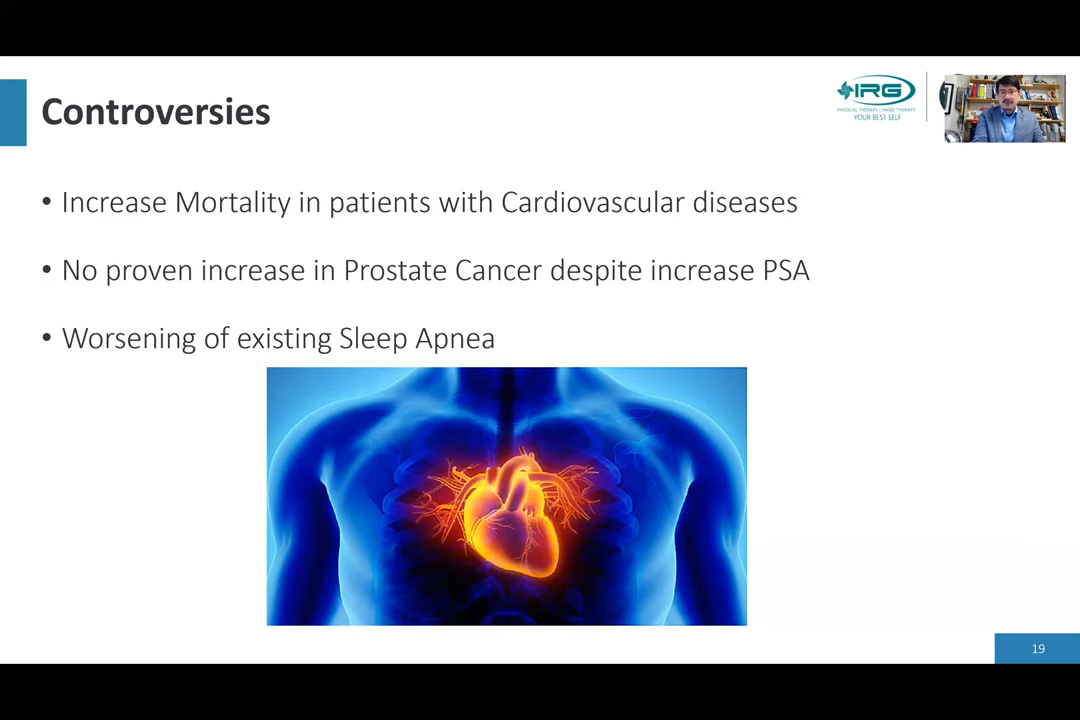 Controversies
IRG
PHYSICAL THERAPY | HAND THERAPY
YOUR BEST SELF
• Increase Mortality in patients with Cardiovascular diseases
• No proven increase in Prostate Cancer despite increase PSA
• Worsening of existing Sleep Apnea
19